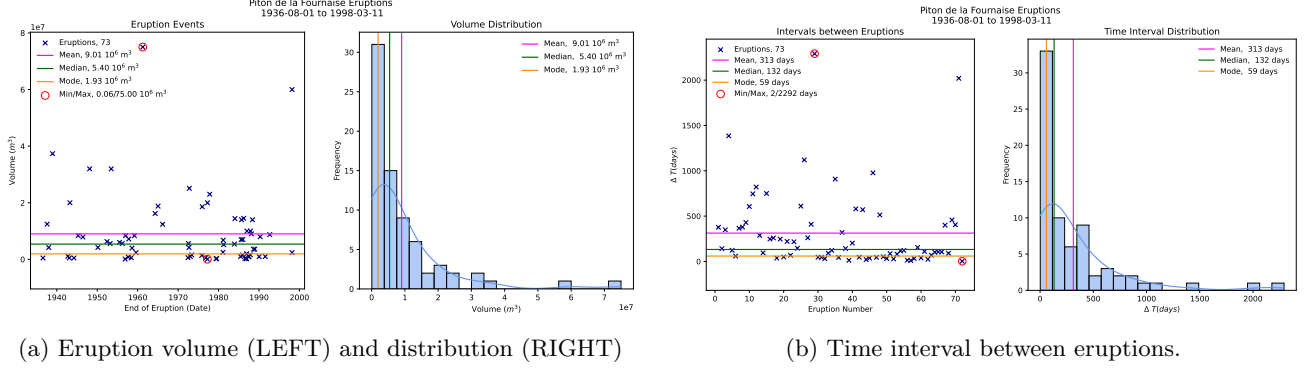 Piton de la Fournaise Eruptions
1936-08-01 to 1998-03-11
Eruption Events
1e7
Eruptions, 73
Mean, 9.01 10⁶ m³
Median, 5.40 10⁶ m³
Mode, 1.93 10⁶ m³
Min/Max, 0.06/75.00 10⁶ m³
Volume (m³)
8
7
6
5
4
3
2
1
0
1940 1950 1960 1970 1980 1990 2000
End of Eruption (Date)
Volume Distribution
Mean, 9.01 10⁶ m³
Median, 5.40 10⁶ m³
Mode, 1.93 10⁶ m³
Frequency
30
25
20
15
10
5
0
0 1 2 3 4 5 6 7
1e7
Volume (m³)
(a) Eruption volume (LEFT) and distribution (RIGHT)
Piton de la Fournaise Eruptions
1936-08-01 to 1998-03-11
Intervals between Eruptions
Eruptions, 73
Mean, 313 days
Median, 132 days
Mode, 59 days
Min/Max, 2/2292 days
Δ T(days)
2000
1500
1000
500
0
0 10 20 30 40 50 60 70
Eruption Number
Time Interval Distribution
Mean, 313 days
Median, 132 days
Mode, 59 days
Frequency
35
30
25
20
15
10
5
0
0 500 1000 1500 2000
Δ T(days)
(b) Time interval between eruptions.